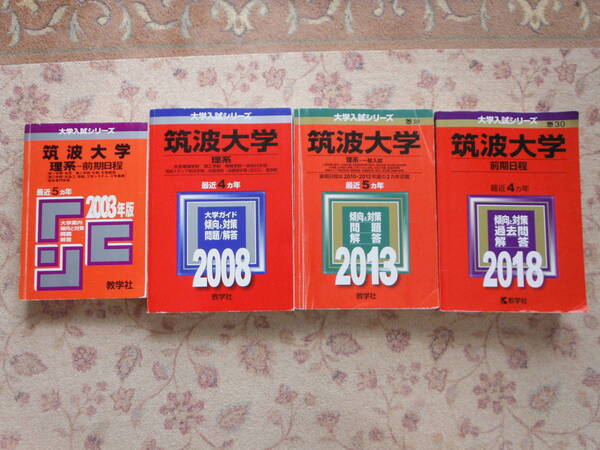 大学入試シリーズ
筑波大学
理系-前期日程
最近5カ年
2003年版
大学案内
傾向と対策
問題
解答
教学社
大学入試シリーズ
筑波大学
理系
最近4カ年
大学ガイド
傾向と対策
問題/解答
2008
教学社
大学入試シリーズ
筑波大学
理系-一般入試
最近5カ年
傾向と対策
問題
解答
2013
教学社
大学入試シリーズ
30
筑波大学
前期日程
最近4カ年
傾向と対策
過去問
解答
2018
教学社